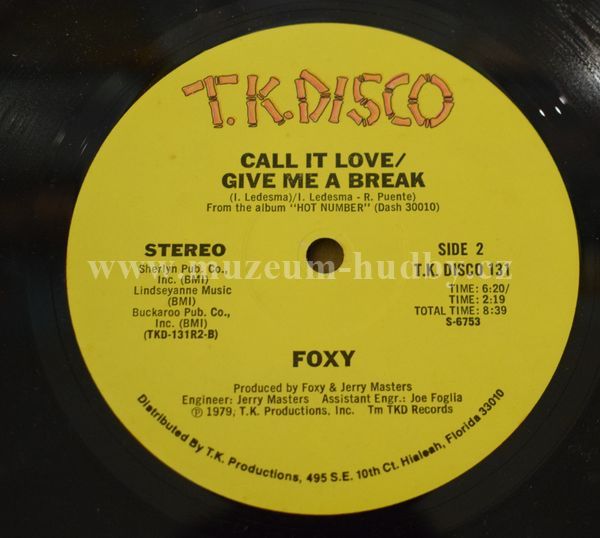 T.K.DISCO
CALL IT LOVE/
GIVE ME A BREAK
(I. Ledesma)/I. Ledesma - R. Puente)
From the album "HOT NUMBER" (Dash 30010)
STEREO
Sherlyn Pub. Co.,
Inc. (BMI)
Lindseyanne Music
(BMI)
Buckaroo Pub. Co.,
Inc. (BMI)
(TKD-131R2-B)
SIDE 2
T.K. DISCO 131
TIME: 6:20/
TIME: 2:19
TOTAL TIME: 8:39
S-6753
www.muzeum-hudby.cz
FOXY
Produced by Foxy & Jerry Masters
Engineer: Jerry Masters Assistant Engr.: Joe Foglia
℗ 1979, T.K. Productions, Inc. Tm TKD Records
Distributed By T.K. Productions, 495 S.E. 10th Ct. Hialeah, Florida 33010